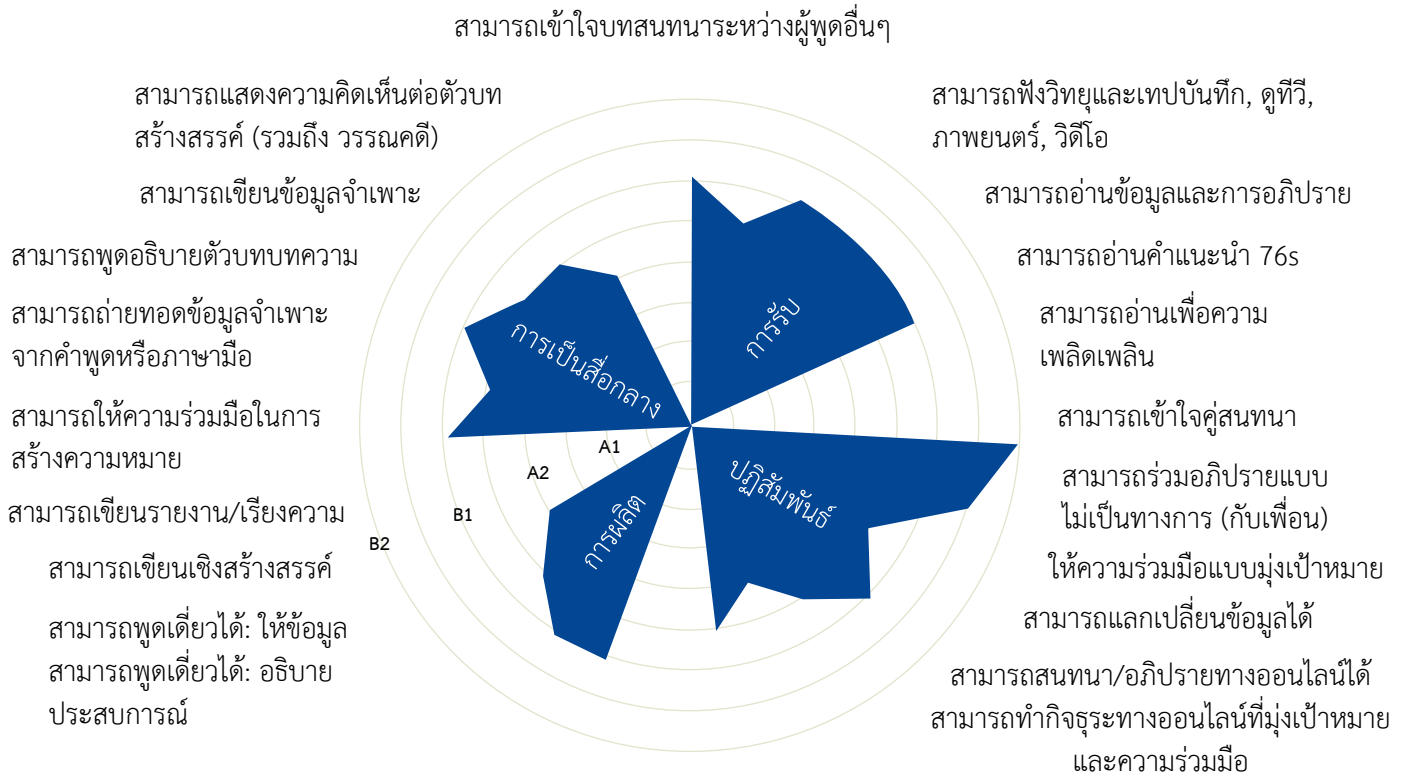 สามารถเข้าใจบทสนทนาระหว่างผู้พูดอื่นๆ
สามารถฟังวิทยุและเทปบันทึก, ดูทีวี,
ภาพยนตร์, วิดีโอ
สามารถอ่านข้อมูลและการอภิปราย
สามารถอ่านคำแนะนำ 76s
สามารถอ่านเพื่อความ
เพลิดเพลิน
สามารถเข้าใจคู่สนทนา
สามารถร่วมอภิปรายแบบ
ไม่เป็นทางการ (กับเพื่อน)
ให้ความร่วมมือแบบมุ่งเป้าหมาย
สามารถแลกเปลี่ยนข้อมูลได้
สามารถสนทนา/อภิปรายทางออนไลน์ได้
สามารถทำกิจธุระทางออนไลน์ที่มุ่งเป้าหมาย
และความร่วมมือ
สามารถแสดงความคิดเห็นต่อตัวบท
สร้างสรรค์ (รวมถึง วรรณคดี)
สามารถเขียนข้อมูลจำเพาะ
สามารถพูดอธิบายตัวบทบทความ
สามารถถ่ายทอดข้อมูลจำเพาะ
จากคำพูดหรือภาษามือ
สามารถให้ความร่วมมือในการ
สร้างความหมาย
สามารถเขียนรายงาน/เรียงความ
สามารถเขียนเชิงสร้างสรรค์
สามารถพูดเดี่ยวได้: ให้ข้อมูล
สามารถพูดเดี่ยวได้: อธิบาย
ประสบการณ์
การรับ
การเป็นสื่อกลาง
ปฏิสัมพันธ์
การผลิต
A1
A2
B1
B2